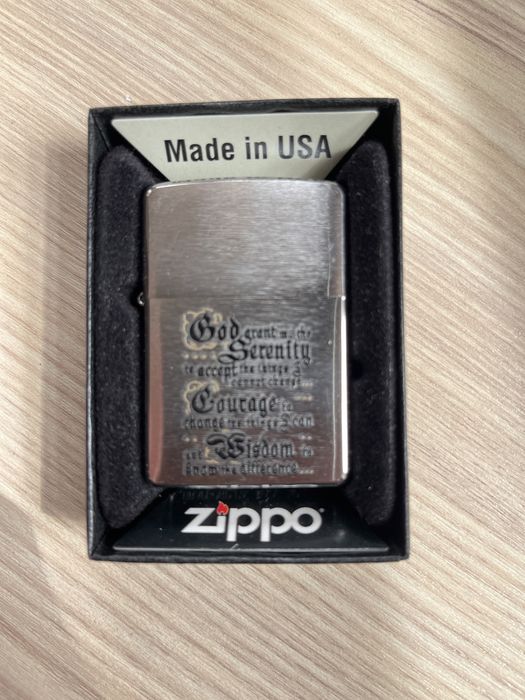 Made in USA
God grant me the
Serenity
to accept the things I
cannot change...
Courage to
change the things I can
and Wisdom to
know the difference...
zippo